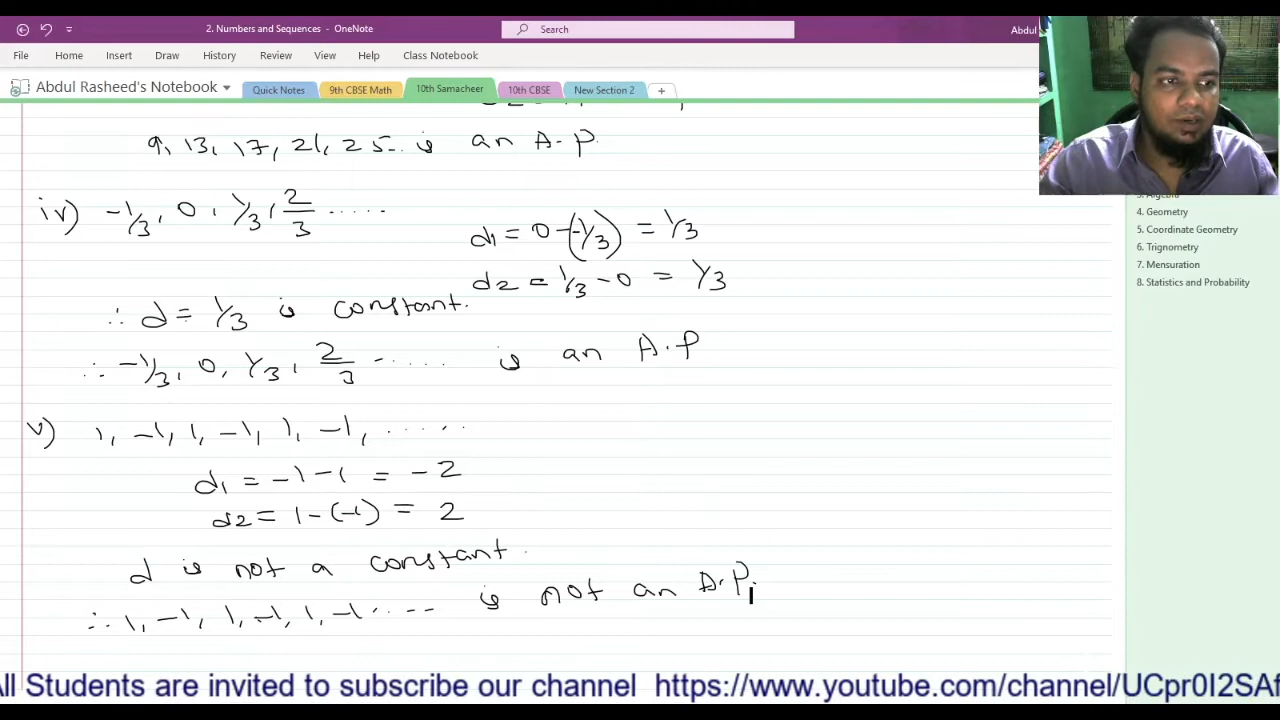 2. Numbers and Sequences - OneNote
Search
Abdul
File Home Insert Draw History Review View Help Class Notebook
Abdul Rasheed's Notebook
Quick Notes 9th CBSE Math 10th Samacheer 10th CBSE New Section 2 +
9, 13, 17, 21, 25... is an A.P.
iv) -1/3, 0, 1/3, 2/3 .....
d1 = 0-(-1/3) = 1/3
d2 = 1/3 - 0 = 1/3
∴ d = 1/3 is constant.
∴ -1/3, 0, 1/3, 2/3 ...... is an A.P
v) 1, -1, 1, -1, 1, -1, ......
d1 = -1 - 1 = -2
d2 = 1-(-1) = 2
d is not a constant.
∴ 1, -1, 1, -1, 1, -1..... is not an A.P.
3. Algebra
4. Geometry
5. Coordinate Geometry
6. Trignometry
7. Mensuration
8. Statistics and Probability
All Students are invited to subscribe our channel https://www.youtube.com/channel/UCpr0I2SAf